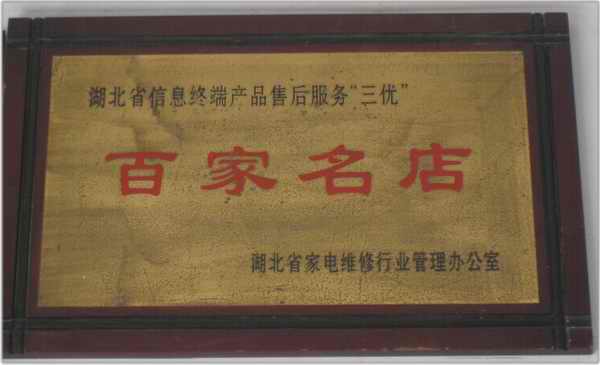 湖北省信息终端产品售后服务“三优”
百家名店
湖北省家电维修行业管理办公室